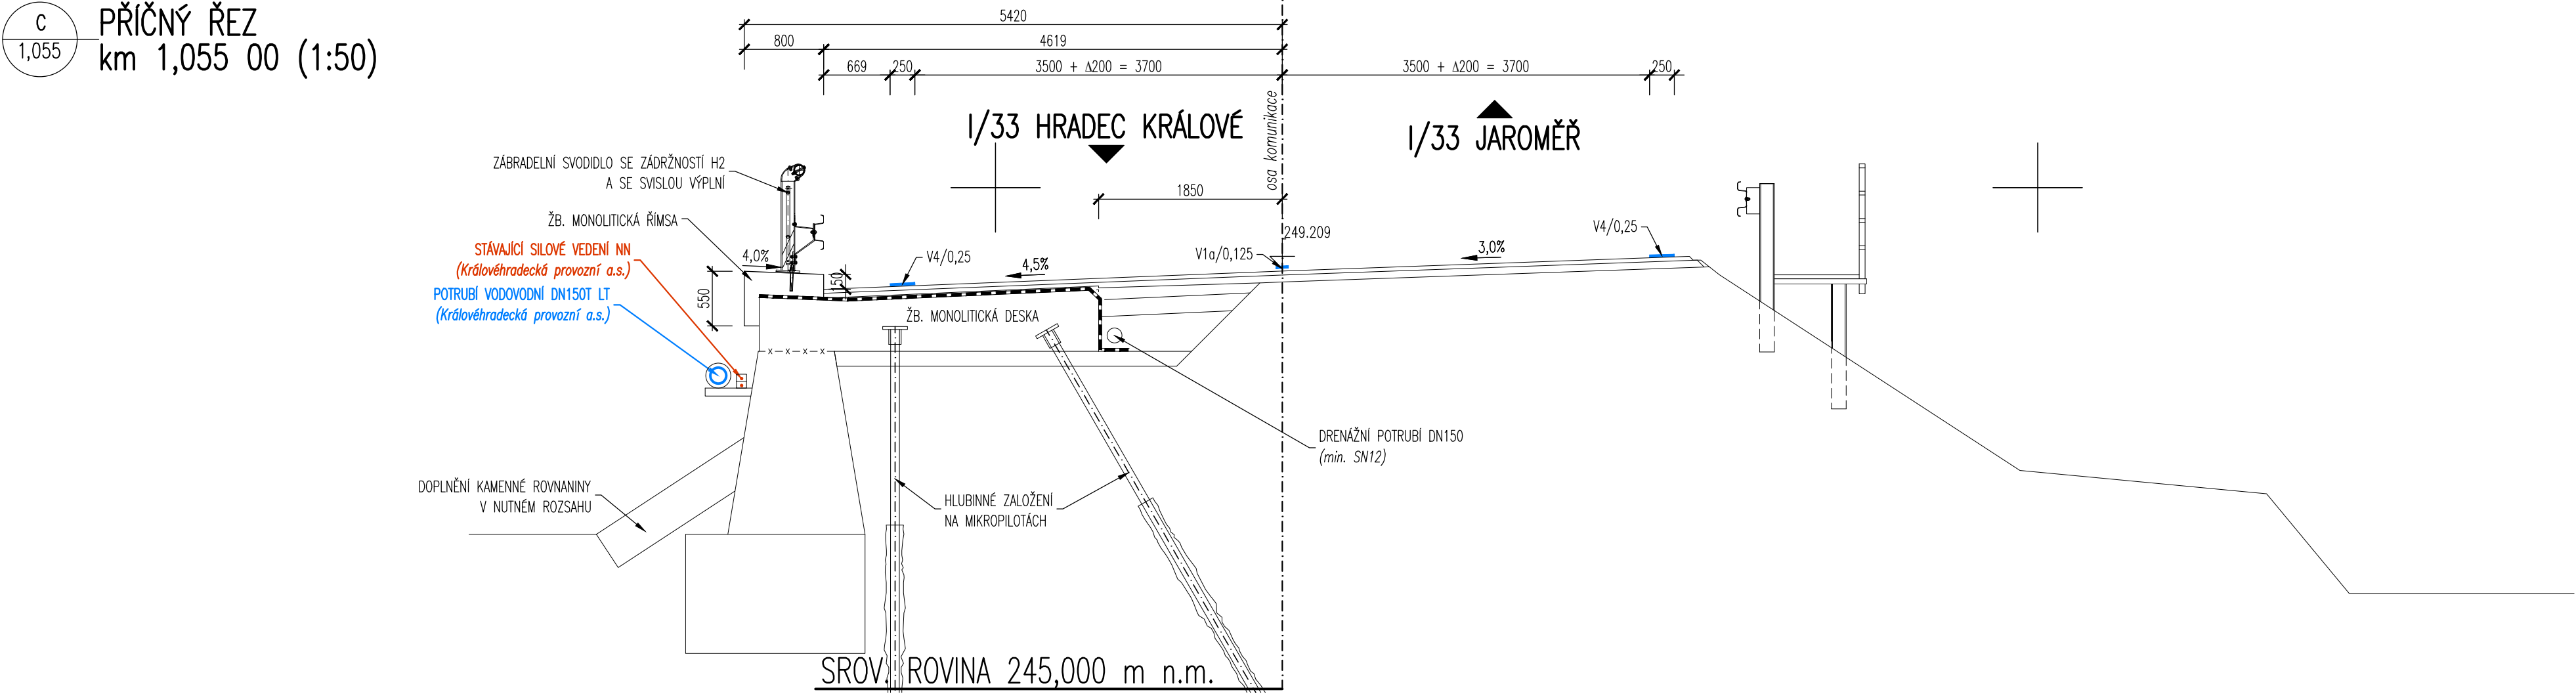 C
1,055
PŘÍČNÝ ŘEZ
km 1,055 00 (1:50)
5420
800
4619
669
250
3500 + Δ200 = 3700
3500 + Δ200 = 3700
250
osa komunikace
I/33 HRADEC KRÁLOVÉ
I/33 JAROMĚŘ
1850
ZÁBRADELNÍ SVODIDLO SE ZÁDRŽNOSTÍ H2
A SE SVISLOU VÝPLNÍ
ŽB. MONOLITICKÁ ŘÍMSA
STÁVAJÍCÍ SILOVÉ VEDENÍ NN
(Královéhradecká provozní a.s.)
POTRUBÍ VODOVODNÍ DN150T LT
(Královéhradecká provozní a.s.)
4,0%
550
150
V4/0,25
4,5%
V1a/0,125
249.209
3,0%
V4/0,25
ŽB. MONOLITICKÁ DESKA
x x x x
DRENÁŽNÍ POTRUBÍ DN150
(min. SN12)
DOPLNĚNÍ KAMENNÉ ROVNANINY
V NUTNÉM ROZSAHU
HLUBINNÉ ZALOŽENÍ
NA MIKROPILOTÁCH
SROV. ROVINA 245,000 m n.m.